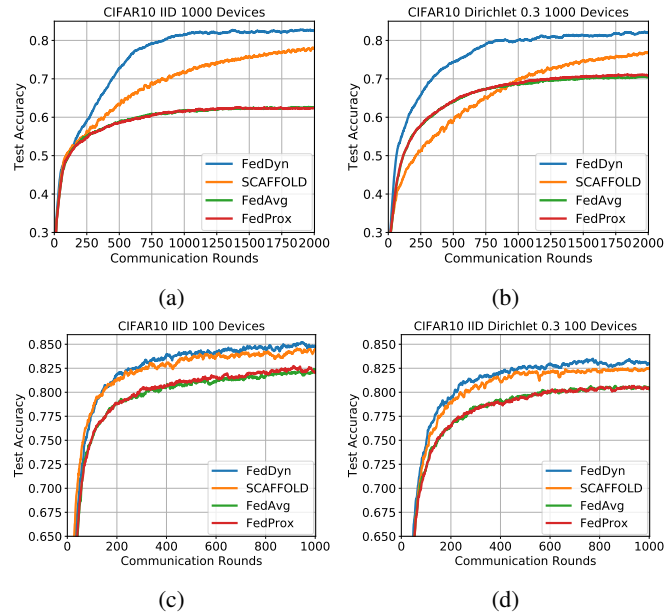 CIFAR10 IID 1000 Devices
Test Accuracy
0.8
0.7
0.6
0.5
0.4
0.3
FedDyn
SCAFFOLD
FedAvg
FedProx
0 250 500 750 1000 1250 1500 1750 2000
Communication Rounds
(a)
CIFAR10 Dirichlet 0.3 1000 Devices
Test Accuracy
0.8
0.7
0.6
0.5
0.4
0.3
FedDyn
SCAFFOLD
FedAvg
FedProx
0 250 500 750 1000 1250 1500 1750 2000
Communication Rounds
(b)
CIFAR10 IID 100 Devices
Test Accuracy
0.850
0.825
0.800
0.775
0.750
0.725
0.700
0.675
0.650
FedDyn
SCAFFOLD
FedAvg
FedProx
0 200 400 600 800 1000
Communication Rounds
(c)
CIFAR10 IID Dirichlet 0.3 100 Devices
Test Accuracy
0.850
0.825
0.800
0.775
0.750
0.725
0.700
0.675
0.650
FedDyn
SCAFFOLD
FedAvg
FedProx
0 200 400 600 800 1000
Communication Rounds
(d)